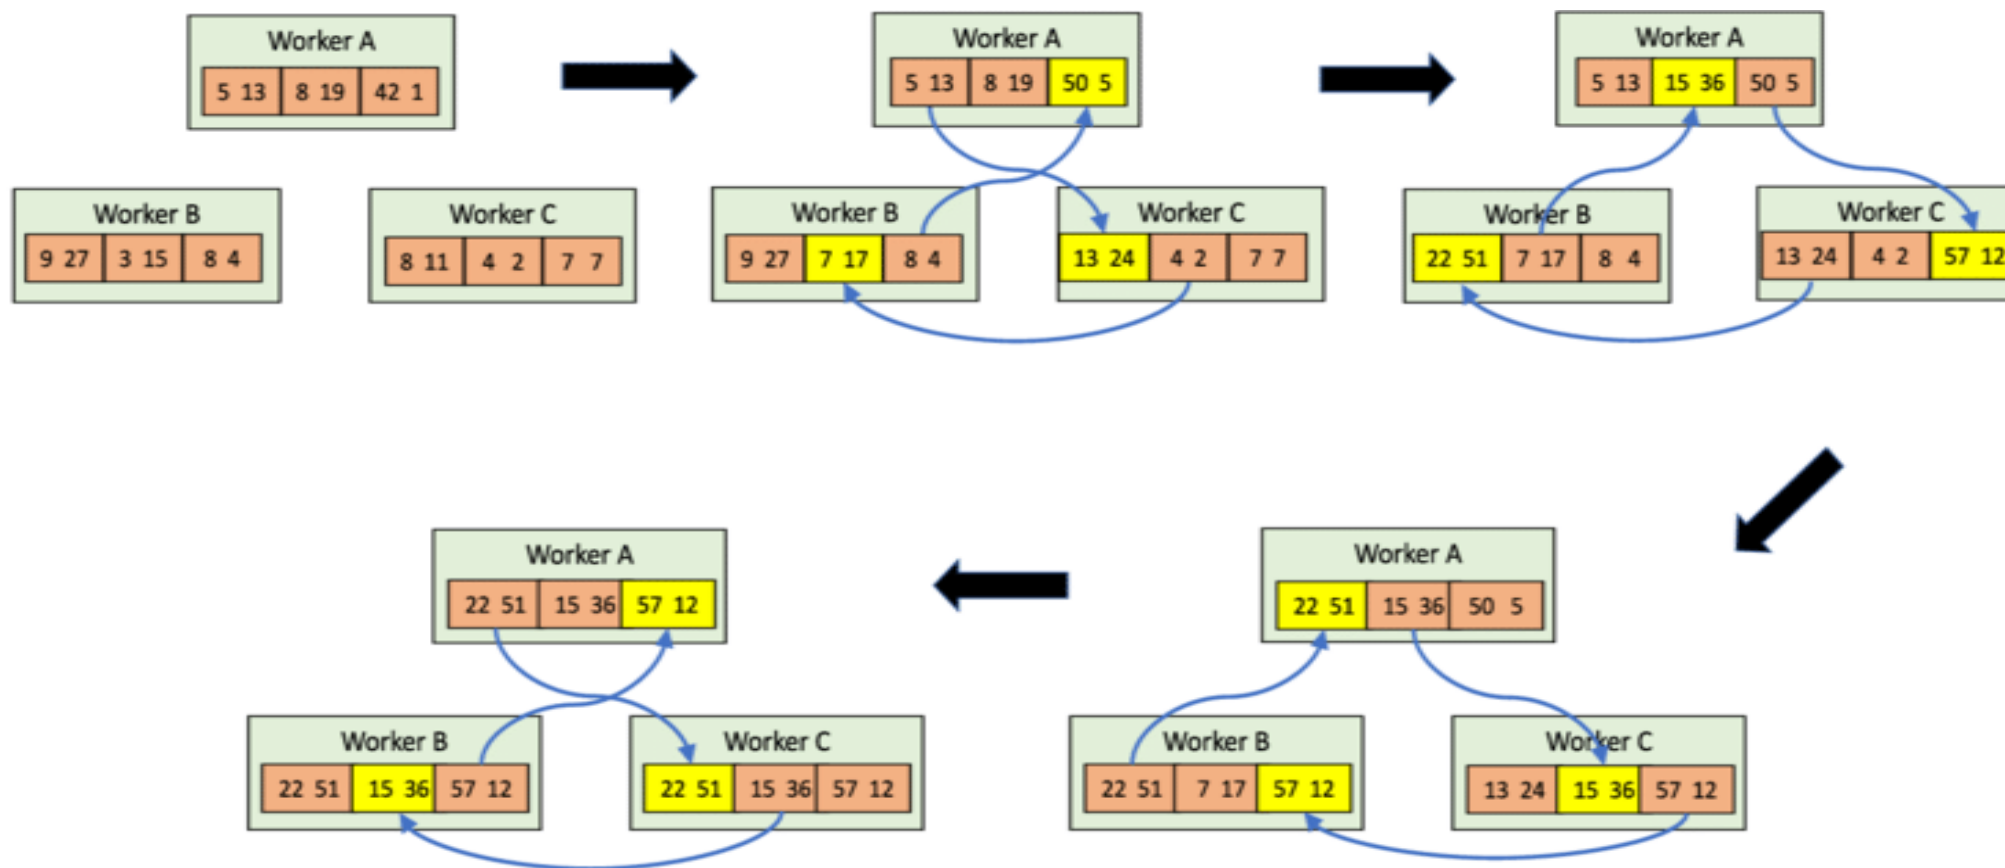 Worker A
5 13 8 19 42 1
Worker B
9 27 3 15 8 4
Worker C
8 11 4 2 7 7
Worker A
5 13 8 19 50 5
Worker B
9 27 7 17 8 4
Worker C
13 24 4 2 7 7
Worker A
5 13 15 36 50 5
Worker B
22 51 7 17 8 4
Worker C
13 24 4 2 57 12
Worker A
22 51 15 36 57 12
Worker B
22 51 15 36 57 12
Worker C
22 51 15 36 57 12
Worker A
22 51 15 36 50 5
Worker B
22 51 7 17 57 12
Worker C
13 24 15 36 57 12